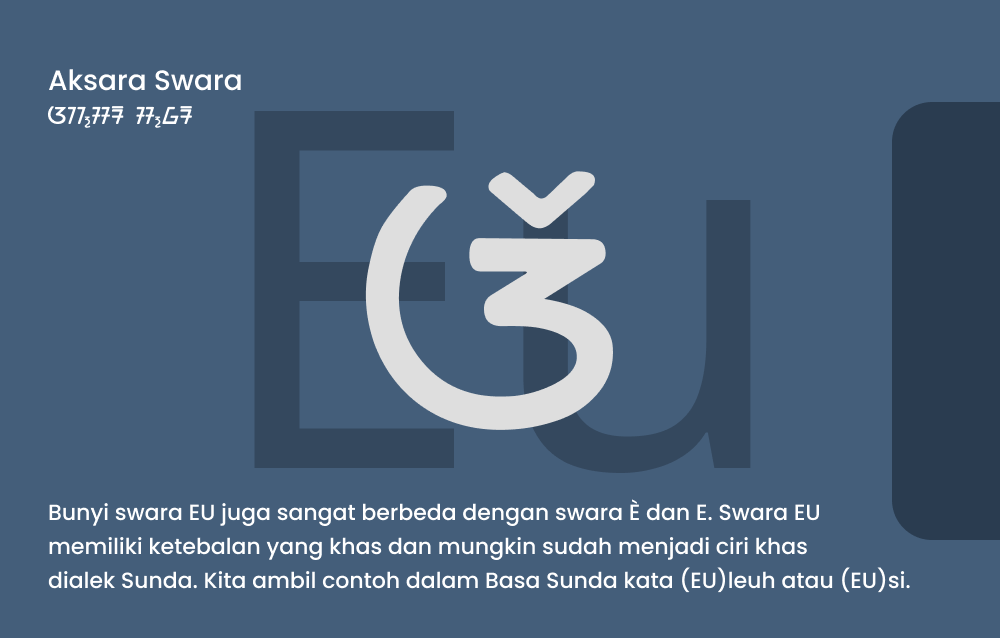 Aksara Swara
ᮃᮊ᮪ᮞᮛ ᮞ᮪ᮝᮛ
Eu
ᮉ
Bunyi swara EU juga sangat berbeda dengan swara È dan E. Swara EU
memiliki ketebalan yang khas dan mungkin sudah menjadi ciri khas
dialek Sunda. Kita ambil contoh dalam Basa Sunda kata (EU)leuh atau (EU)si.